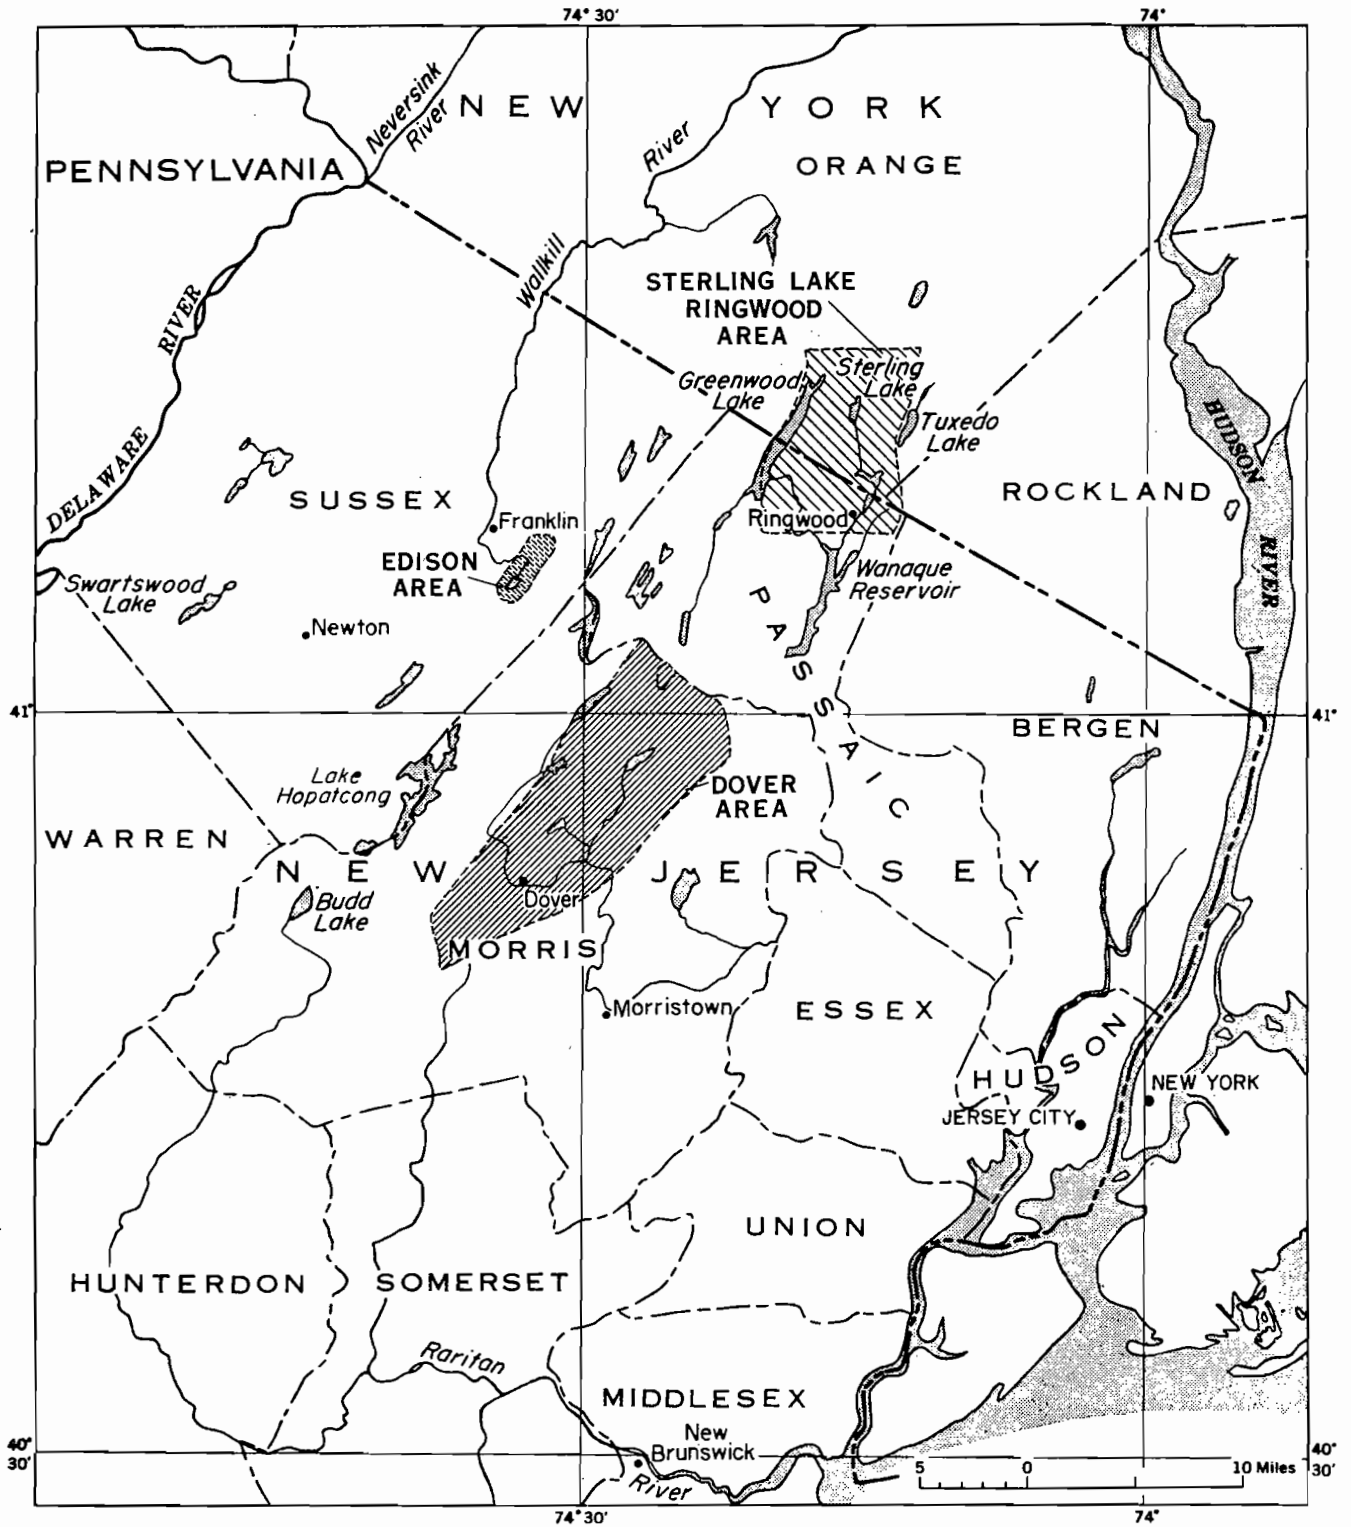 74° 30'
74°
Neversink
River
NEW YORK
River
ORANGE
PENNSYLVANIA
Wallkill
STERLING LAKE
RINGWOOD
AREA
RIVER
Greenwood
Lake
Sterling
Lake
Tuxedo
Lake
HUDSON
DELAWARE
SUSSEX
ROCKLAND
Franklin
Ringwood
RIVER
EDISON
AREA
Wanaque
Reservoir
Swartswood
Lake
Newton
PASSAIC
41°
41°
BERGEN
Lake
Hopatcong
DOVER
AREA
WARREN
NEW JERSEY
Budd
Lake
Dover
MORRIS
Morristown
ESSEX
HUDSON
NEW YORK
JERSEY CITY
UNION
HUNTERDON
SOMERSET
Raritan
MIDDLESEX
New
Brunswick
River
40°
30'
40°
30'
5 0 10 Miles
74° 30'
74°